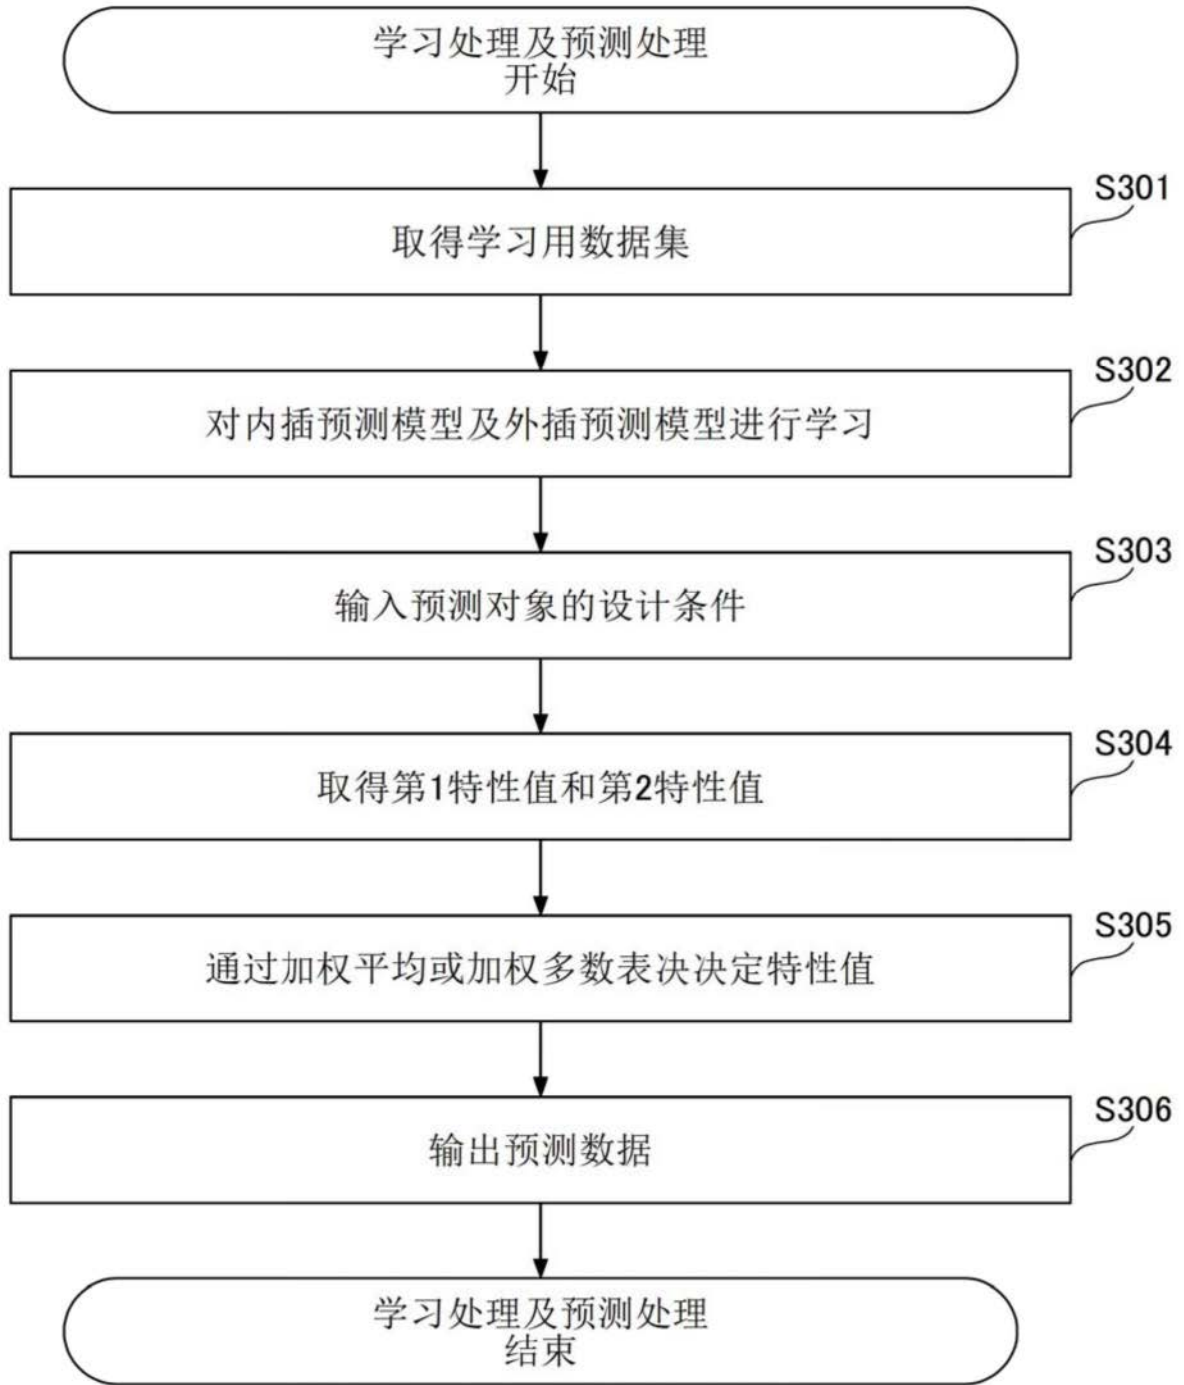 学习处理及预测处理
开始
S301
取得学习用数据集
S302
对内插预测模型及外插预测模型进行学习
S303
输入预测对象的设计条件
S304
取得第1特性值和第2特性值
S305
通过加权平均或加权多数表决决定特性值
S306
输出预测数据
学习处理及预测处理
结束